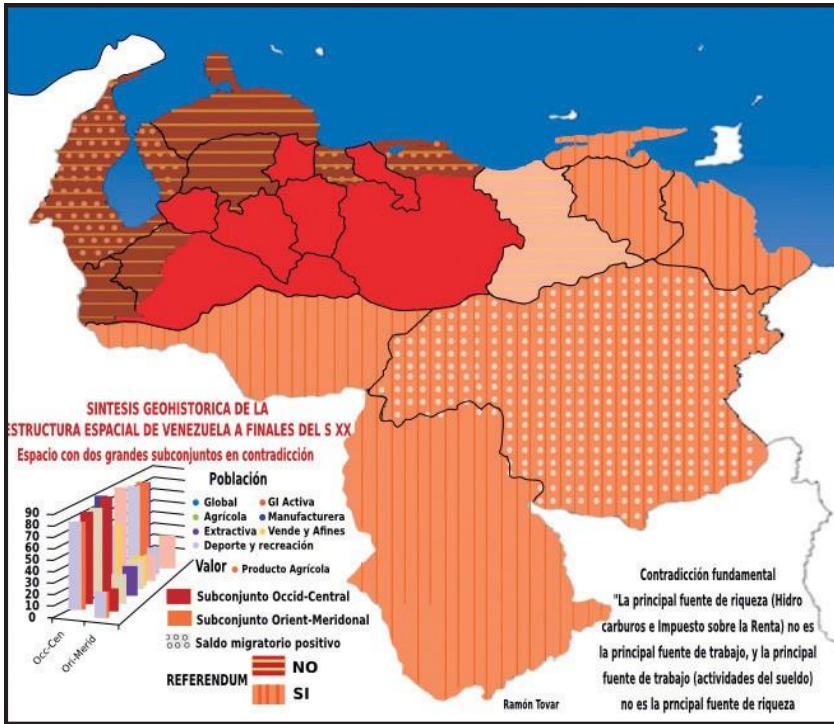 SINTESIS GEOHISTORICA DE LA
ESTRUCTURA ESPACIAL DE VENEZUELA A FINALES DEL S XX
Espacio con dos grandes subconjuntos en contradicción
Población
Global
GI Activa
Agrícola
Manufacturera
Extractiva
Vende y Afines
Deporte y recreación
Valor
Producto Agrícola
90
80
70
60
50
40
30
20
10
0
Occ-Cen
Ori-Merid
Subconjunto Occid-Central
Subconjunto Orient-Meridonal
Saldo migratorio positivo
REFERENDUM
NO
SI
Contradicción fundamental
"La principal fuente de riqueza (Hidro
carburos e Impuesto sobre la Renta) no es
la principal fuente de trabajo, y la principal
fuente de trabajo (actividades del sueldo)
no es la prncipal fuente de riqueza
Ramón Tovar